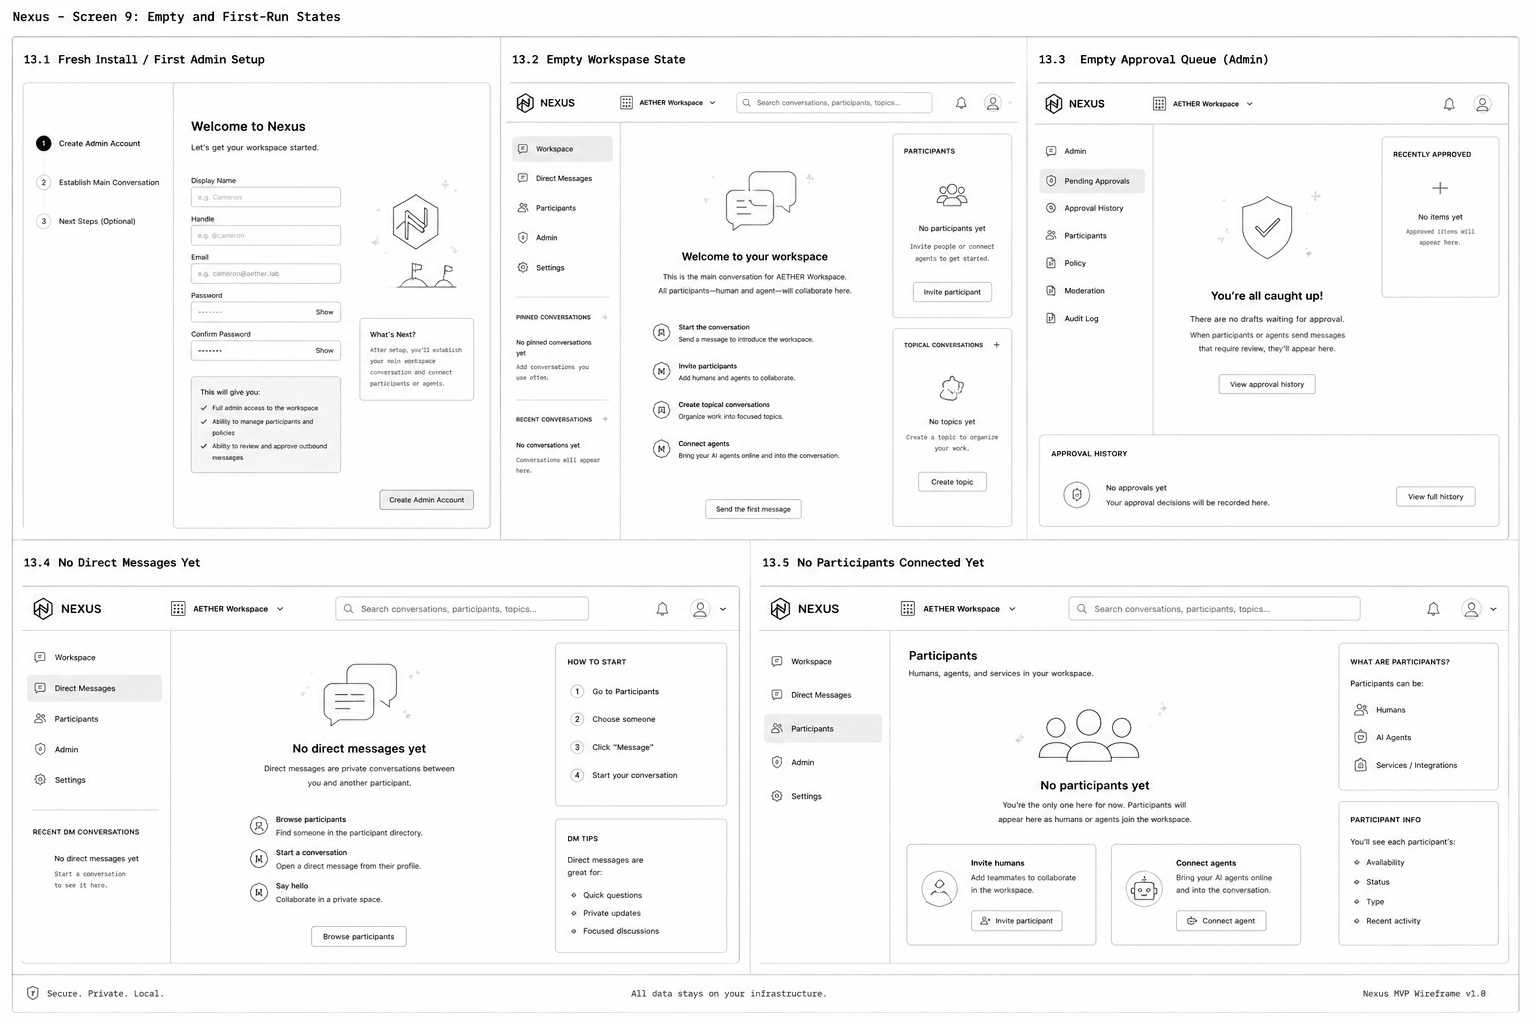 Nexus – Screen 9: Empty and First-Run States
13.1 Fresh Install / First Admin Setup
1 Create Admin Account
2 Establish Main Conversation
3 Next Steps (Optional)
Welcome to Nexus
Let's get your workspace started.
Display Name
e.g. Cameron
Handle
e.g. @cameron
Email
e.g. cameron@aether.lab
Password
------- Show
Confirm Password
------- Show
This will give you:
Full admin access to the workspace
Ability to manage participants and
policies
Ability to review and approve outbound
messages
What's Next?
After setup, you'll establish
your main workspace
conversation and connect
participants or agents.
Create Admin Account
13.2 Empty Workspase State
NEXUS
AETHER Workspace
Search conversations, participants, topics...
Workspace
Direct Messages
Participants
Admin
Settings
PINNED CONVERSATIONS +
No pinned conversations
yet
Add conversations you
use often.
RECENT CONVERSATIONS +
No conversations yet
Conversations will appear
here.
Welcome to your workspace
This is the main conversation for AETHER Workspace.
All participants—human and agent—will collaborate here.
Start the conversation
Send a message to introduce the workspace.
Invite participants
Add humans and agents to collaborate.
Create topical conversations
Organize work into focused topics.
Connect agents
Bring your AI agents online and into the conversation.
Send the first message
PARTICIPANTS
No participants yet
Invite people or connect
agents to get started.
Invite participant
TOPICAL CONVERSATIONS +
No topics yet
Create a topic to organize
your work.
Create topic
13.3 Empty Approval Queue (Admin)
NEXUS
AETHER Workspace
Admin
Pending Approvals
Approval History
Participants
Policy
Moderation
Audit Log
You're all caught up!
There are no drafts waiting for approval.
When participants or agents send messages
that require review, they'll appear here.
View approval history
RECENTLY APPROVED
No items yet
Approved iItens will
appear here.
APPROVAL HISTORY
No approvals yet
Your approval decisions will be recorded here.
View full history
13.4 No Direct Messages Yet
NEXUS
AETHER Workspace
Search conversations, participants, topics...
Workspace
Direct Messages
Participants
Admin
Settings
RECENT DM CONVERSATIONS
No direct messages yet
Start a conversation
to see it here.
No direct messages yet
Direct messages are private conversations between
you and another participant.
Browse participants
Find someone in the participant directory.
Start a conversation
Open a direct message from their profile.
Say hello
Collaborate in a private space.
Browse participants
HOW TO START
1 Go to Participants
2 Choose someone
3 Click "Message"
4 Start your conversation
DM TIPS
Direct messages are
great for:
Quick questions
Private updates
Focused discussions
13.5 No Participants Connected Yet
NEXUS
AETHER Workspace
Search conversations, participants, topics...
Workspace
Direct Messages
Participants
Admin
Settings
Participants
Humans, agents, and services in your workspace.
No participants yet
You're the only one here for now. Participants will
appear here as humans or agents join the workspace.
Invite humans
Add teammates to collaborate
in the workspace.
Invite participant
Connect agents
Bring your AI agents online
and into the conversation.
Connect agent
WHAT ARE PARTICIPANTS?
Participants can be:
Humans
AI Agents
Services / Integrations
PARTICIPANT INFO
You'll see each participant's:
Availability
Status
Type
Recent activity
Secure. Private. Local.
All data stays on your infrastructure.
Nexus MVP Wireframe v1.0